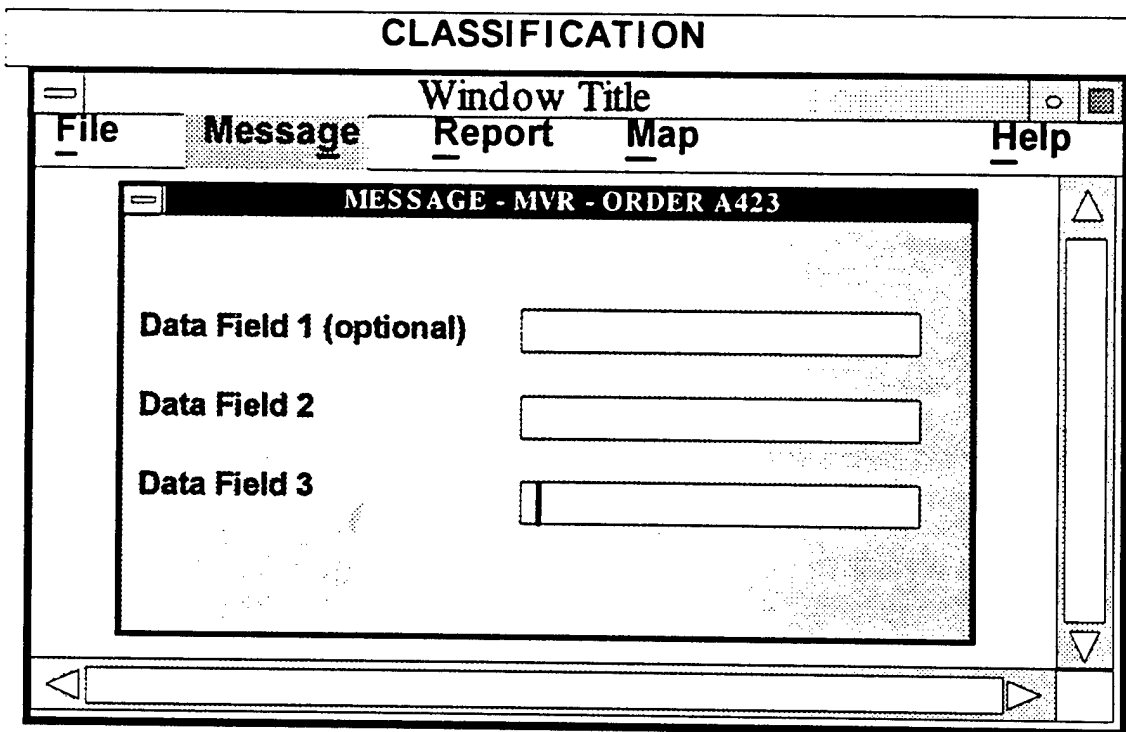 CLASSIFICATION
Window Title
File Message Report Map Help
MESSAGE - MVR - ORDER A423
Data Field 1 (optional)
Data Field 2
Data Field 3